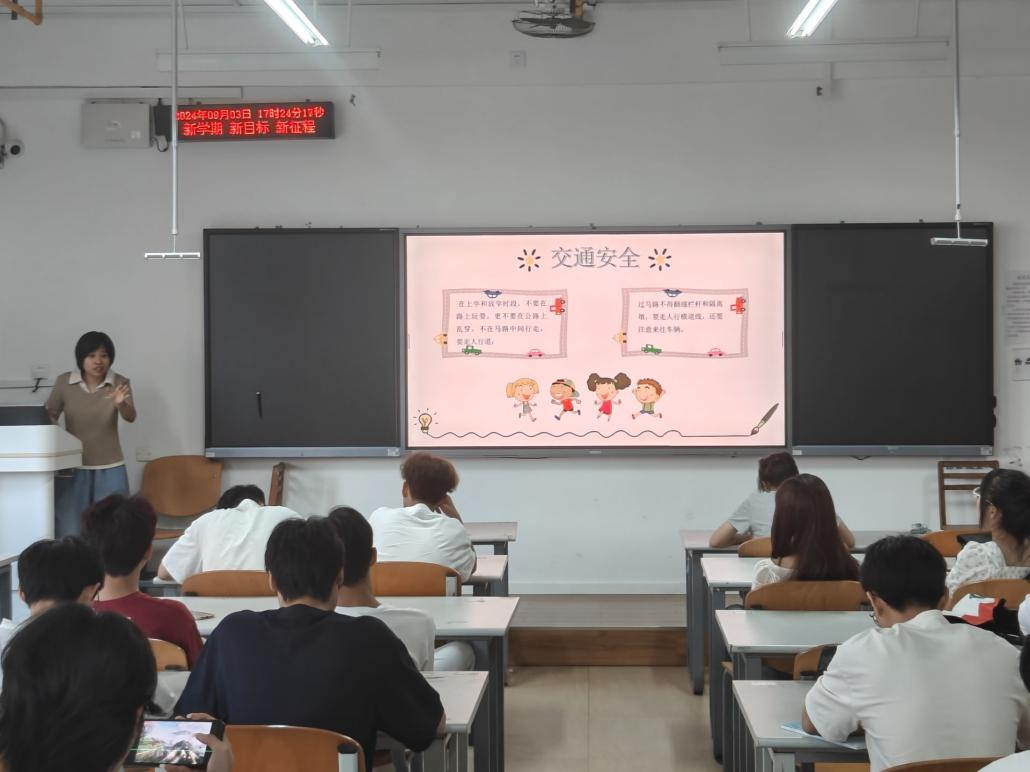 2024年09月03日 17时24分17秒
新学期 新目标 新征程
交通安全
在上学和放学时段，不要在
路上玩耍，更不要在公路上
乱穿，不在马路中间行走，
要走人行道；
过马路不得翻越栏杆和隔离
墩，要走人行横道线，还要
注意来往车辆。